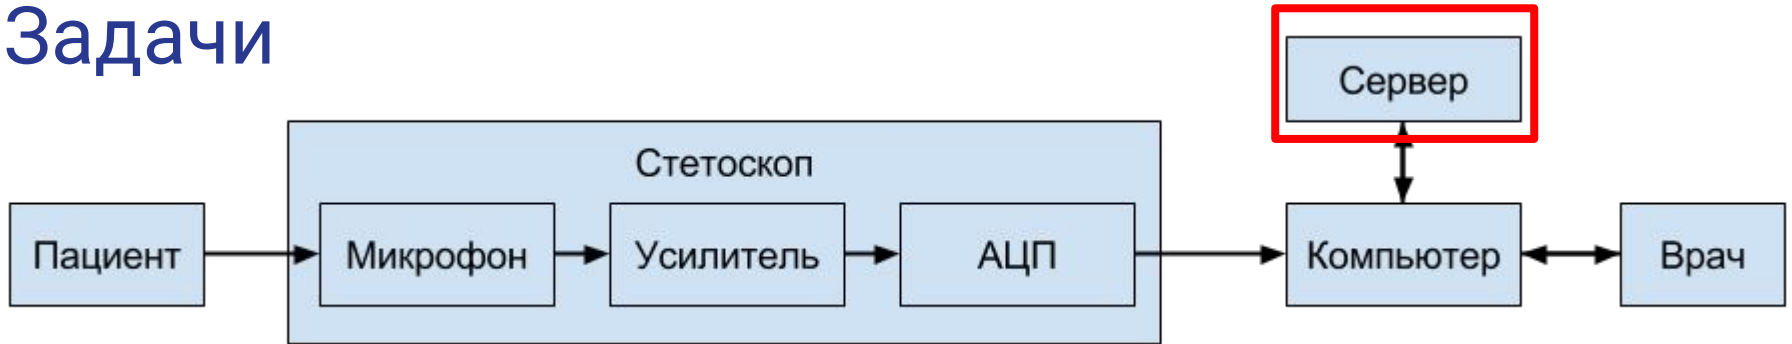 Задачи
Сервер
Стетоскоп
Пациент
Микрофон
Усилитель
АЦП
Компьютер
Врач